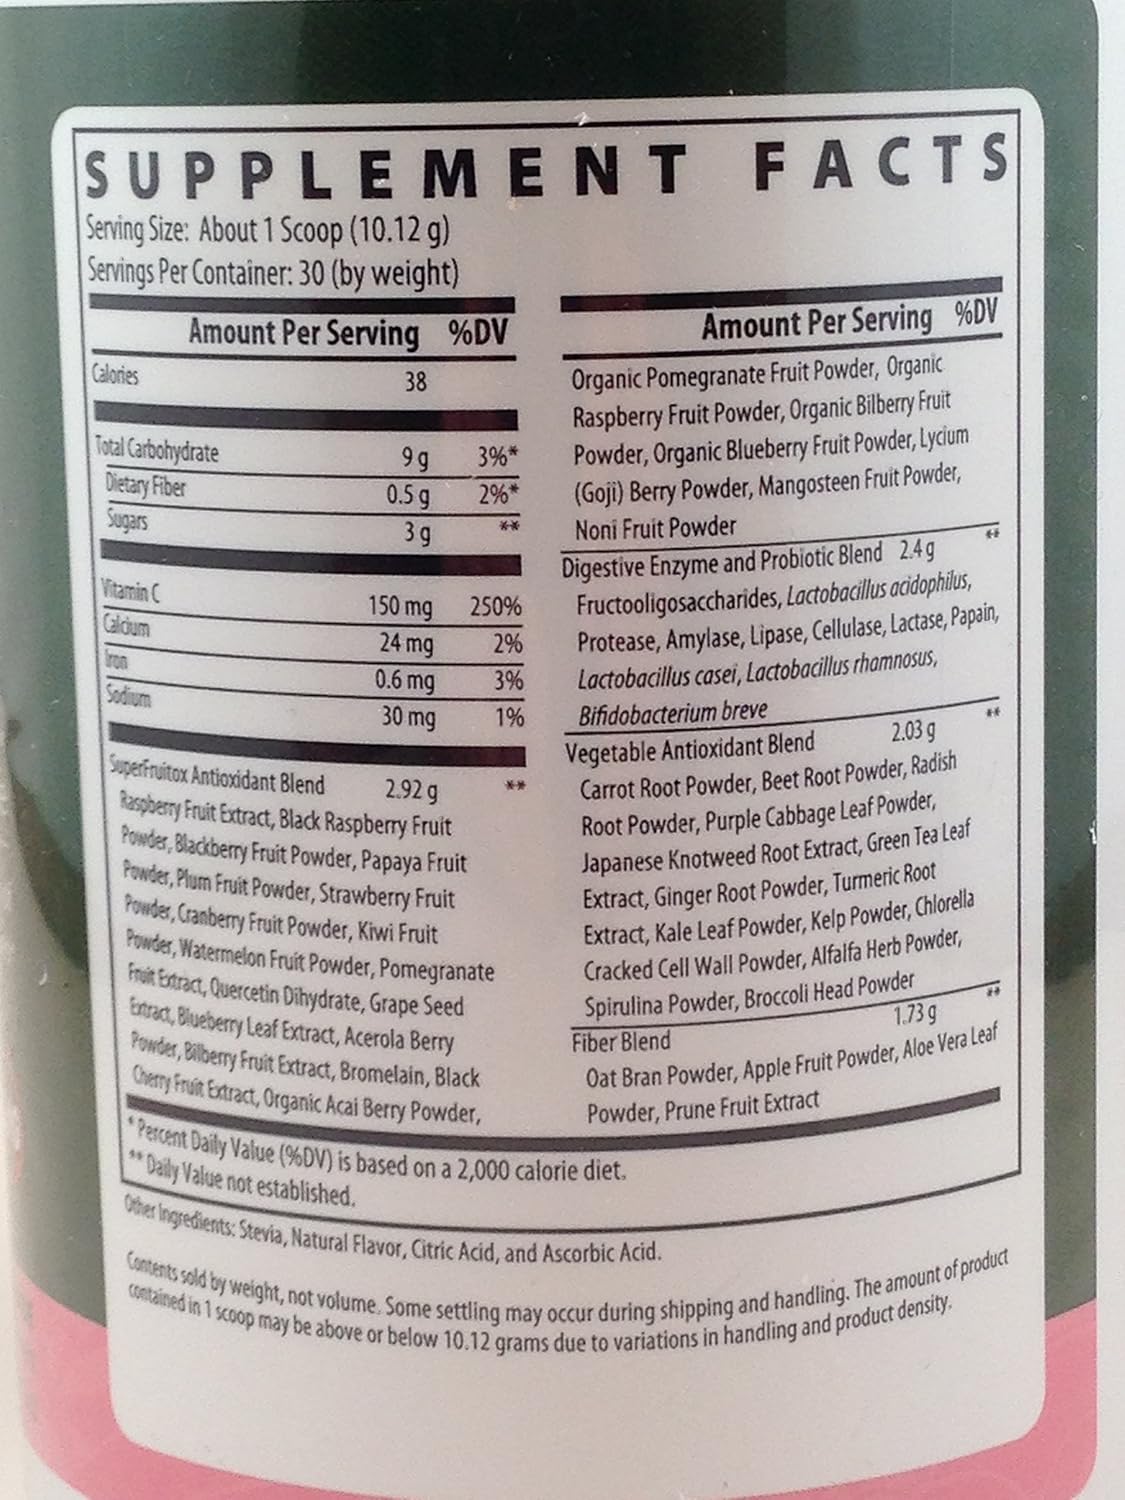 SUPPLEMENT FACTS
Serving Size: About 1 Scoop (10.12 g)
Servings Per Container: 30 (by weight)
Amount Per Serving %DV
Calories 38
Total Carbohydrate 9 g 3%*
Dietary Fiber 0.5 g 2%*
Sugars 3 g **
Vitamin C 150 mg 250%
Calcium 24 mg 2%
Iron 0.6 mg 3%
Sodium 30 mg 1%
SuperFruitox Antioxidant Blend 2.92 g **
Raspberry Fruit Extract, Black Raspberry Fruit
Powder, Blackberry Fruit Powder, Papaya Fruit
Powder, Plum Fruit Powder, Strawberry Fruit
Powder, Cranberry Fruit Powder, Kiwi Fruit
Powder, Watermelon Fruit Powder, Pomegranate
Fruit Extract, Quercetin Dihydrate, Grape Seed
Extract, Blueberry Leaf Extract, Acerola Berry
Powder, Bilberry Fruit Extract, Bromelain, Black
Cherry Fruit Extract, Organic Acai Berry Powder,
Amount Per Serving %DV
Organic Pomegranate Fruit Powder, Organic
Raspberry Fruit Powder, Organic Bilberry Fruit
Powder, Organic Blueberry Fruit Powder, Lycium
(Goji) Berry Powder, Mangosteen Fruit Powder,
Noni Fruit Powder
Digestive Enzyme and Probiotic Blend 2.4 g **
Fructooligosaccharides, Lactobacillus acidophilus,
Protease, Amylase, Lipase, Cellulase, Lactase, Papain,
Lactobacillus casei, Lactobacillus rhamnosus,
Bifidobacterium breve
Vegetable Antioxidant Blend 2.03 g **
Carrot Root Powder, Beet Root Powder, Radish
Root Powder, Purple Cabbage Leaf Powder,
Japanese Knotweed Root Extract, Green Tea Leaf
Extract, Ginger Root Powder, Turmeric Root
Extract, Kale Leaf Powder, Kelp Powder, Chlorella
Cracked Cell Wall Powder, Alfalfa Herb Powder,
Spirulina Powder, Broccoli Head Powder
Fiber Blend 1.73 g **
Oat Bran Powder, Apple Fruit Powder, Aloe Vera Leaf
Powder, Prune Fruit Extract
* Percent Daily Value (%DV) is based on a 2,000 calorie diet.
** Daily Value not established.
Other Ingredients: Stevia, Natural Flavor, Citric Acid, and Ascorbic Acid.
Contents sold by weight, not volume. Some settling may occur during shipping and handling. The amount of product
contained in 1 scoop may be above or below 10.12 grams due to variations in handling and product density.